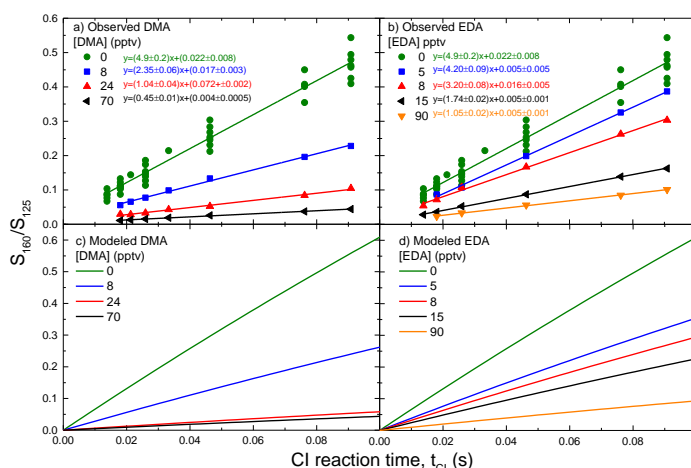 a) Observed DMA
[DMA] (pptv)
0 y=(4.9±0.2)x+(0.022±0.008)
8 y=(2.35±0.06)x+(0.017±0.003)
24 y=(1.04±0.04)x+(0.072+±0.002)
70 y=(0.45±0.01)x+(0.004±0.0005)
b) Observed EDA
[EDA] pptv
0 y=(4.9±0.2)x+0.022±0.008
5 y=(4.20±0.09)x+0.005±0.005
8 y=(3.20±0.08)x+0.016±0.005
15 y=(1.74±0.02)x+0.005±0.001
90 y=(1.05±0.02)x+0.005±0.001
0.6
0.5
0.4
0.3
0.2
0.1
0.0
S160/S125
c) Modeled DMA
[DMA] (pptv)
0
8
24
70
d) Modeled EDA
[EDA] (pptv)
0
5
8
15
90
0.6
0.5
0.4
0.3
0.2
0.1
0.0
0.00 0.02 0.04 0.06 0.08 0.00 0.02 0.04 0.06 0.08
CI reaction time, tCI (s)